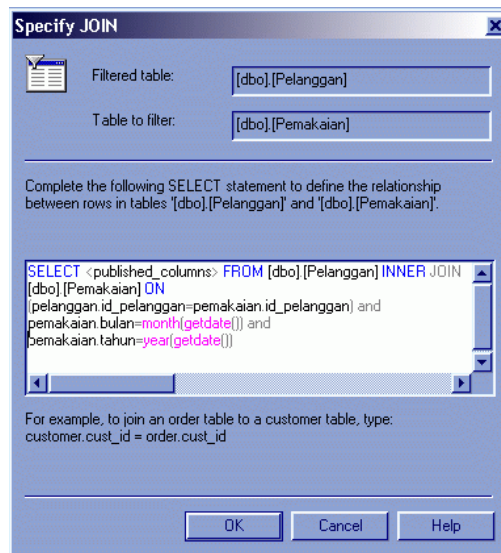 Specify JOIN
Filtered table:
[dbo].[Pelanggan]
Table to filter:
[dbo].[Pemakaian]
Complete the following SELECT statement to define the relationship
between rows in tables '[dbo].[Pelanggan]' and '[dbo].[Pemakaian]'.
SELECT <published_columns> FROM [dbo].[Pelanggan] INNER JOIN
[dbo].[Pemakaian] ON
(pelanggan.id_pelanggan=pemakaian.id_pelanggan) and
pemakaian.bulan=month(getdate()) and
pemakaian.tahun=year(getdate())
For example, to join an order table to a customer table, type:
customer.cust_id = order.cust_id
OK
Cancel
Help